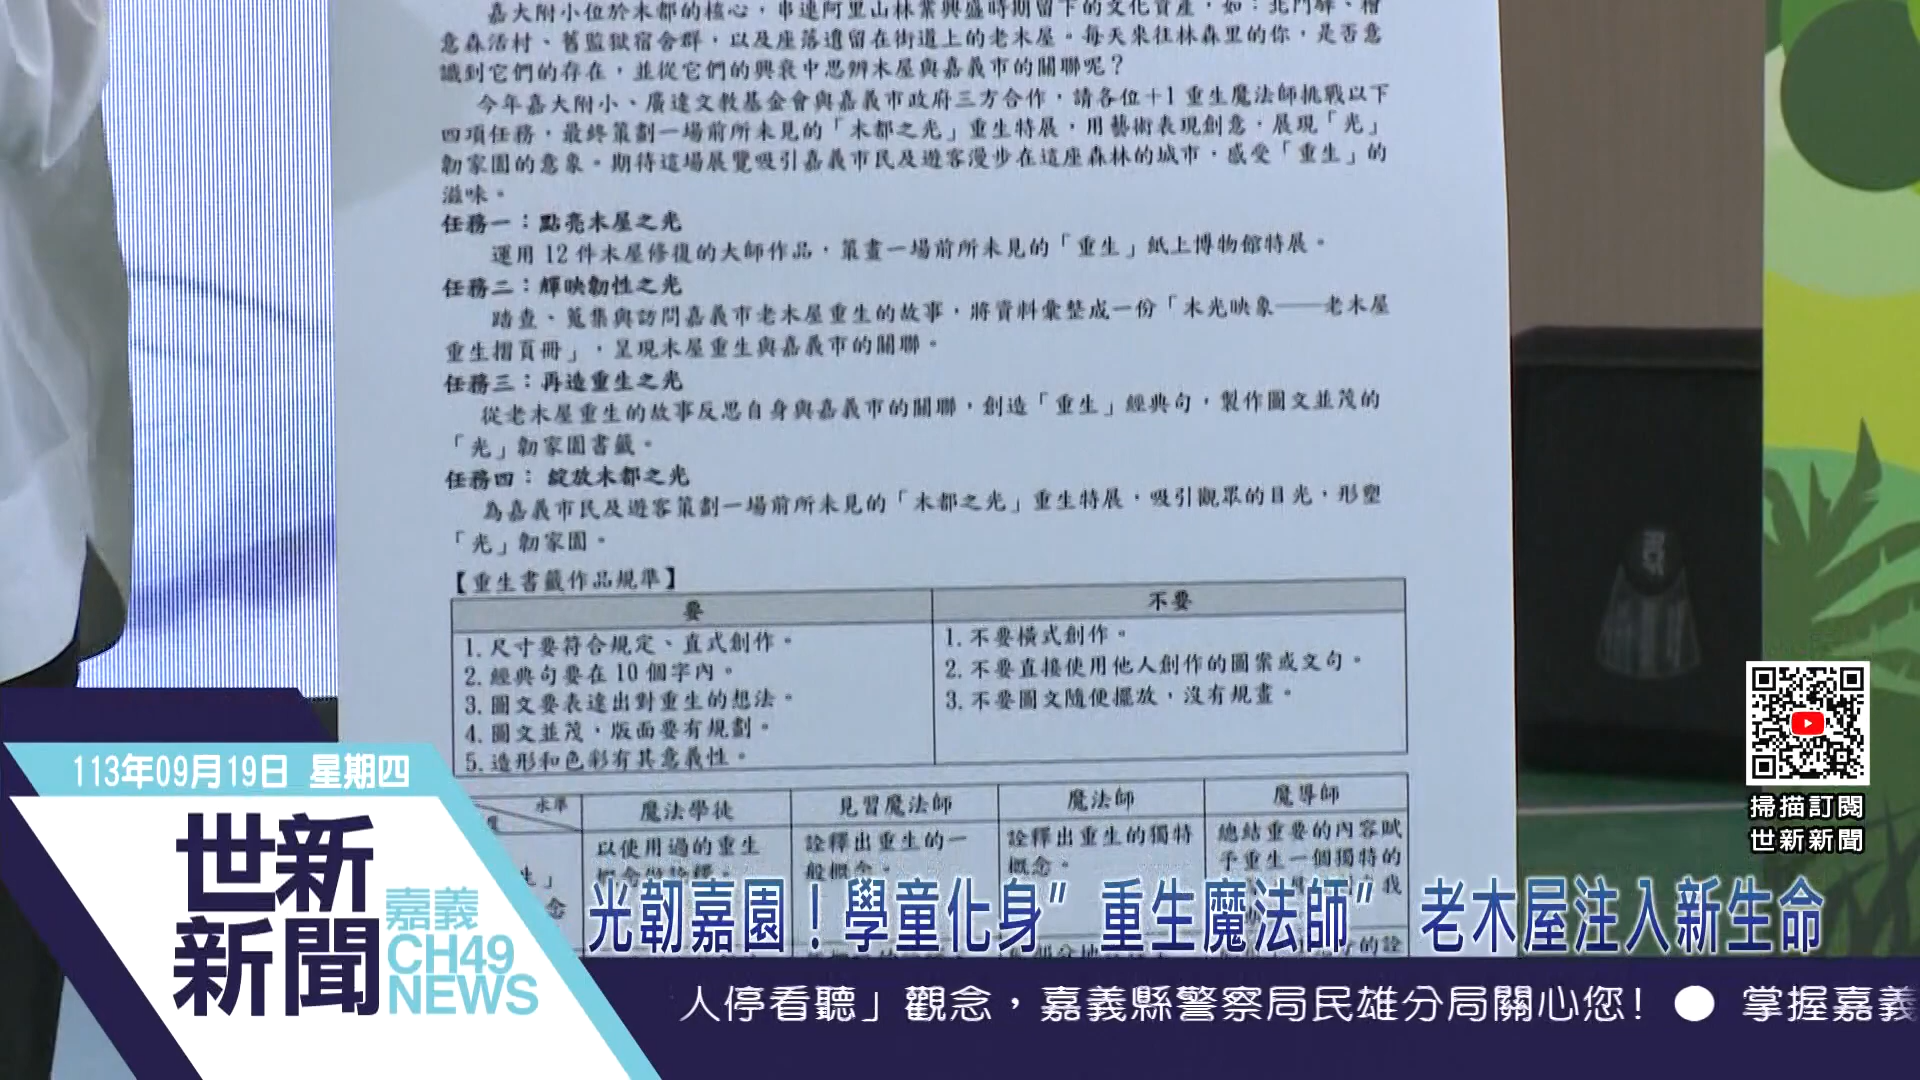 嘉大附小位於木都的核心，串連阿里山林業興盛時期留下的文化資產，如：北門驛、檜
意森活村、舊監獄宿舍群，以及座落遺留在街道上的老木屋。每天來往林森里的你，是否意
識到它們的存在，並從它們的興衰中思辨木屋與嘉義市的關聯呢？
今年嘉大附小、廣達文教基金會與嘉義市政府三方合作，請各位+1重生魔法師挑戰以下
四項任務，最終策劃一場前所未見的「木都之光」重生特展，用藝術表現創意，展現「光」
韌家園的意象。期待這場展覽吸引嘉義市民及遊客漫步在這座森林的城市，感受「重生」的
滋味。
任務一：點亮木屋之光
運用12件木屋修復的大師作品，策畫一場前所未見的「重生」紙上博物館特展。
任務二：輝映韌性之光
踏查、蒐集與訪問嘉義市老木屋重生的故事，將資料彙整成一份「木光映象——老木屋
重生摺頁冊」，呈現木屋重生與嘉義市的關聯。
任務三：再造重生之光
從老木屋重生的故事反思自身與嘉義市的關聯，創造「重生」經典句，製作圖文並茂的
「光」韌家園書籤。
任務四：綻放木都之光
為嘉義市民及遊客策劃一場前所未見的「木都之光」重生特展，吸引觀眾的目光，形塑
「光」韌家園。
【重生書籤作品規準】
要 不要
1. 尺寸要符合規定、直式創作。
2. 經典句要在10個字內。
3. 圖文要表達出對重生的想法。
4. 圖文並茂，版面要有規劃。
5. 造形和色彩有其意義性。
1. 不要橫式創作。
2. 不要直接使用他人創作的圖案或文句。
3. 不要圖文隨便擺放，沒有規畫。
水準 魔法學徒 見習魔法師 魔法師 魔導師
以使用過的重生
詮釋出重生的一
般概念。
詮釋出重生的獨特
概念。
總結重要的內容賦
予重生一個獨特的
113年09月19日 星期四
世新
新聞
嘉義
CH49
NEWS
光韌嘉園！學童化身”重生魔法師” 老木屋注入新生命
人停看聽」觀念，嘉義縣警察局民雄分局關心您! ● 掌握嘉義
掃描訂閱
世新新聞